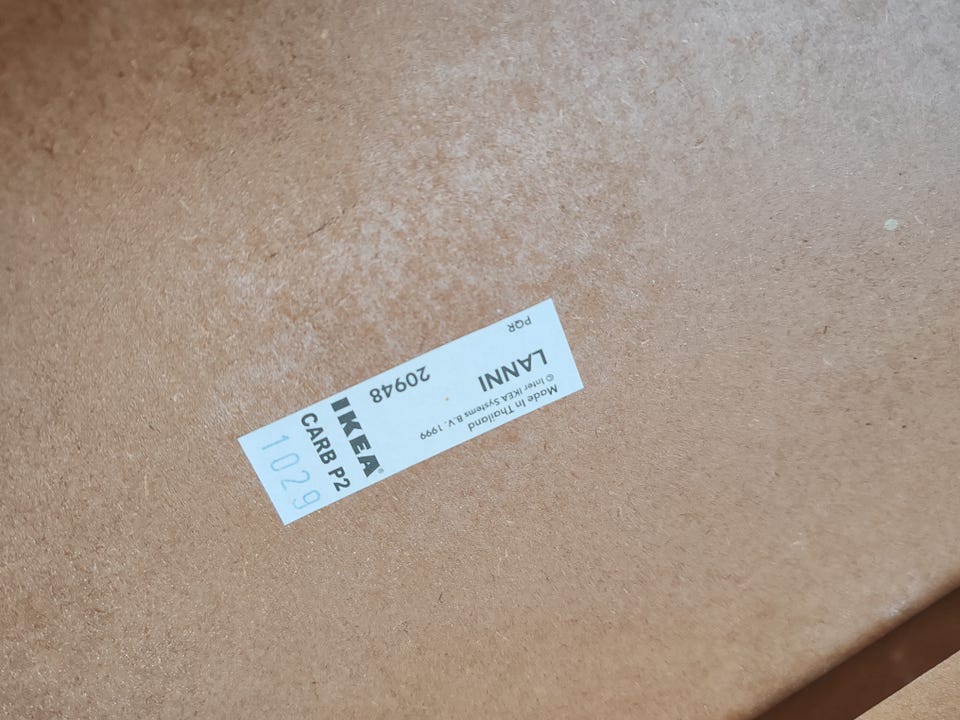 PQR
LANNI
© Inter IKEA Systems B.V. 1999
Made In Thailand
20948
IKEA®
CARB P2
1029